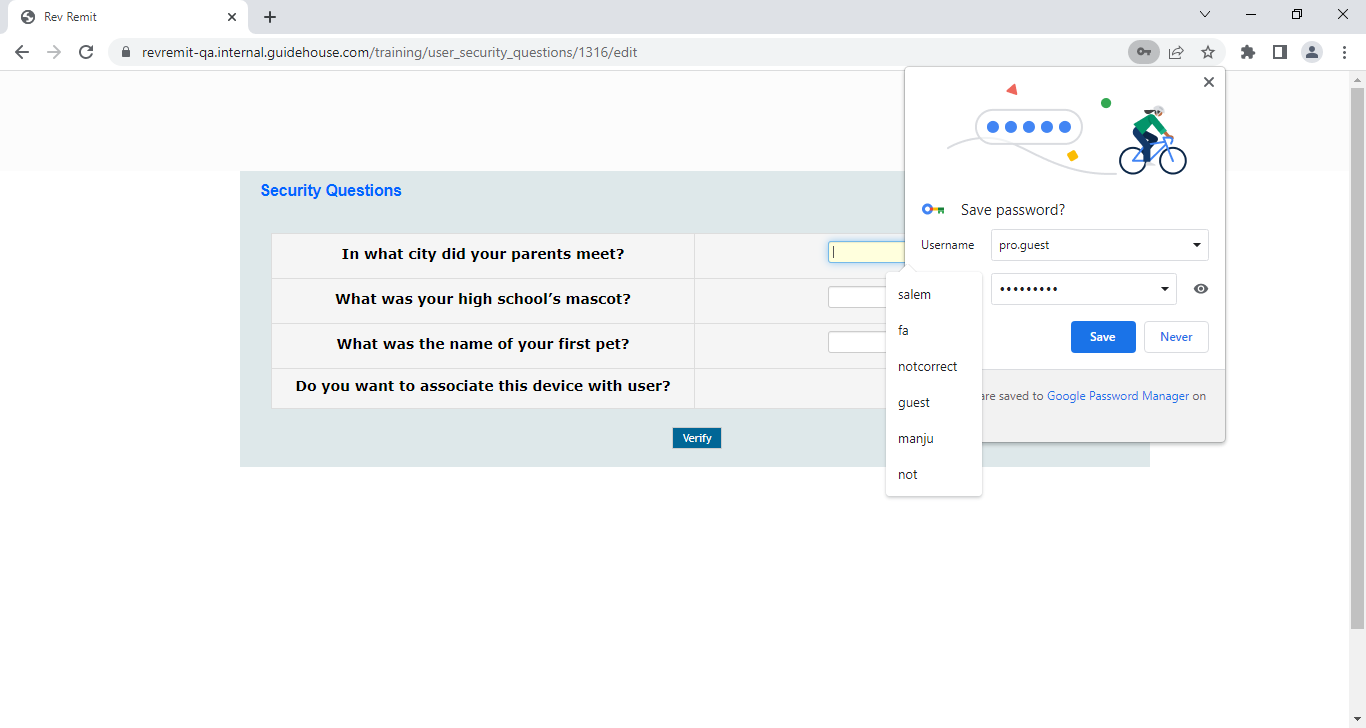 Rev Remit
revremit-qa.internal.guidehouse.com/training/user_security_questions/1316/edit
Security Questions
In what city did your parents meet?
What was your high school’s mascot?
What was the name of your first pet?
Do you want to associate this device with user?
Verify
salem
fa
notcorrect
guest
manju
not
Save password?
Username
pro.guest
•••••••••
Save
Never
are saved to Google Password Manager on